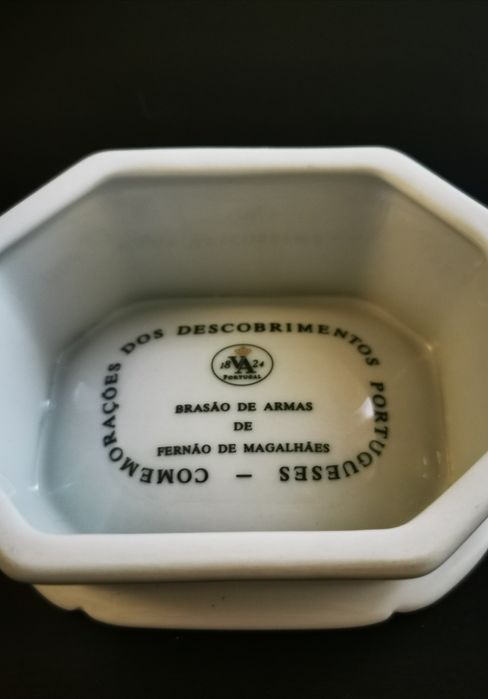 COMEMORAÇÕES DOS DESCOBRIMENTOS PORTUGUESES –
18 VA 24
PORTUGAL
BRASÃO DE ARMAS
DE
FERNÃO DE MAGALHÃES